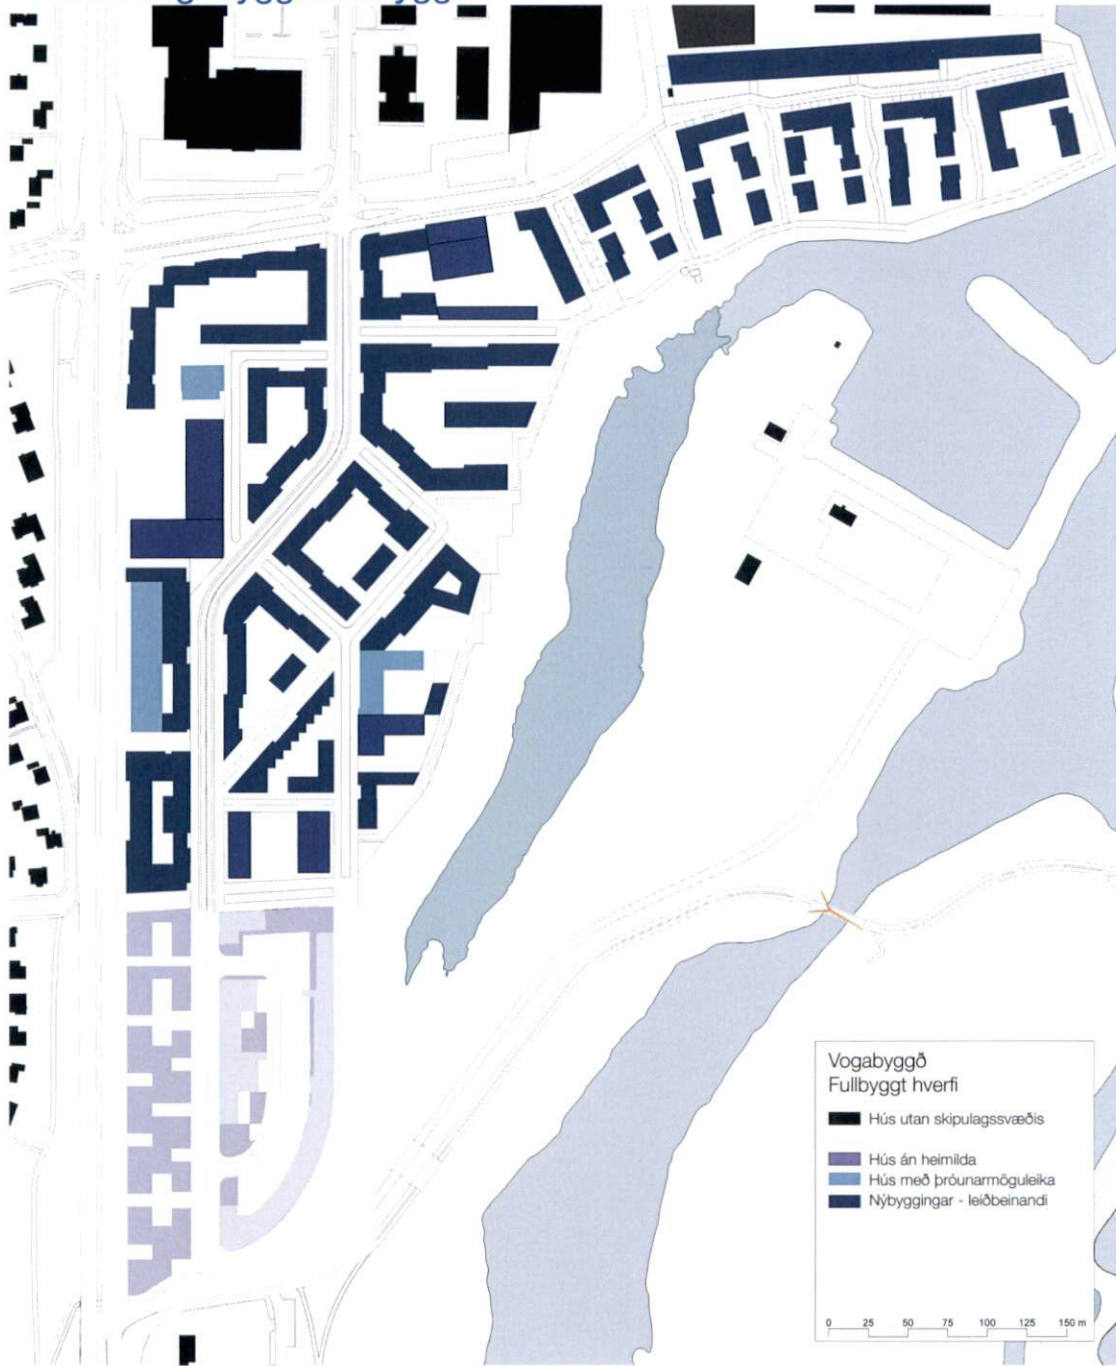 Vogabyggð
Fullbyggt hverfi
Hús utan skipulagssvæðis
Hús án heimilda
Hús með þróunarmöguleika
Nýbyggingar - leiðbeinandi
0 25 50 75 100 125 150 m